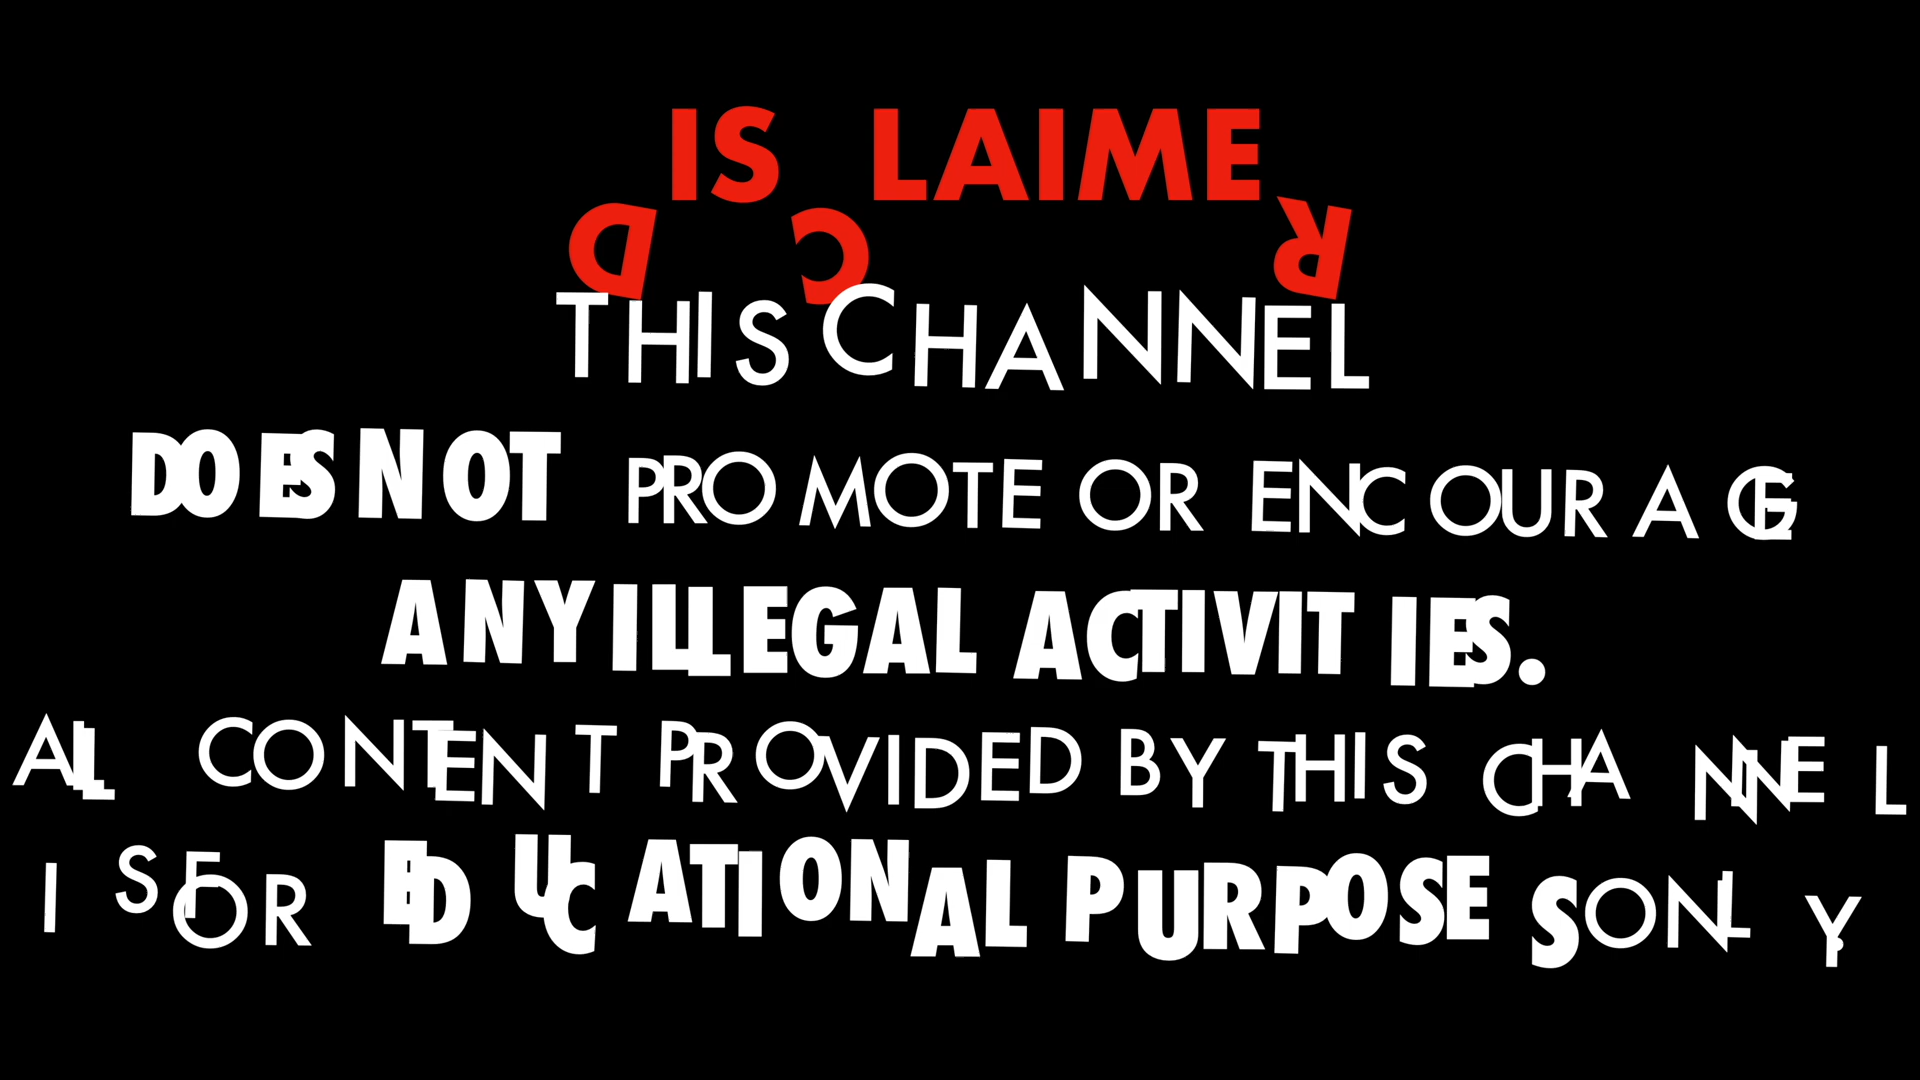 DISCLAIMER
THIS CHANNEL
DOES NOT PROMOTE OR ENCOURAGE
ANY ILLEGAL ACTIVITIES.
ALL CONTENT PROVIDED BY THIS CHANNEL
IS FOR EDUCATIONAL PURPOSES ONLY.